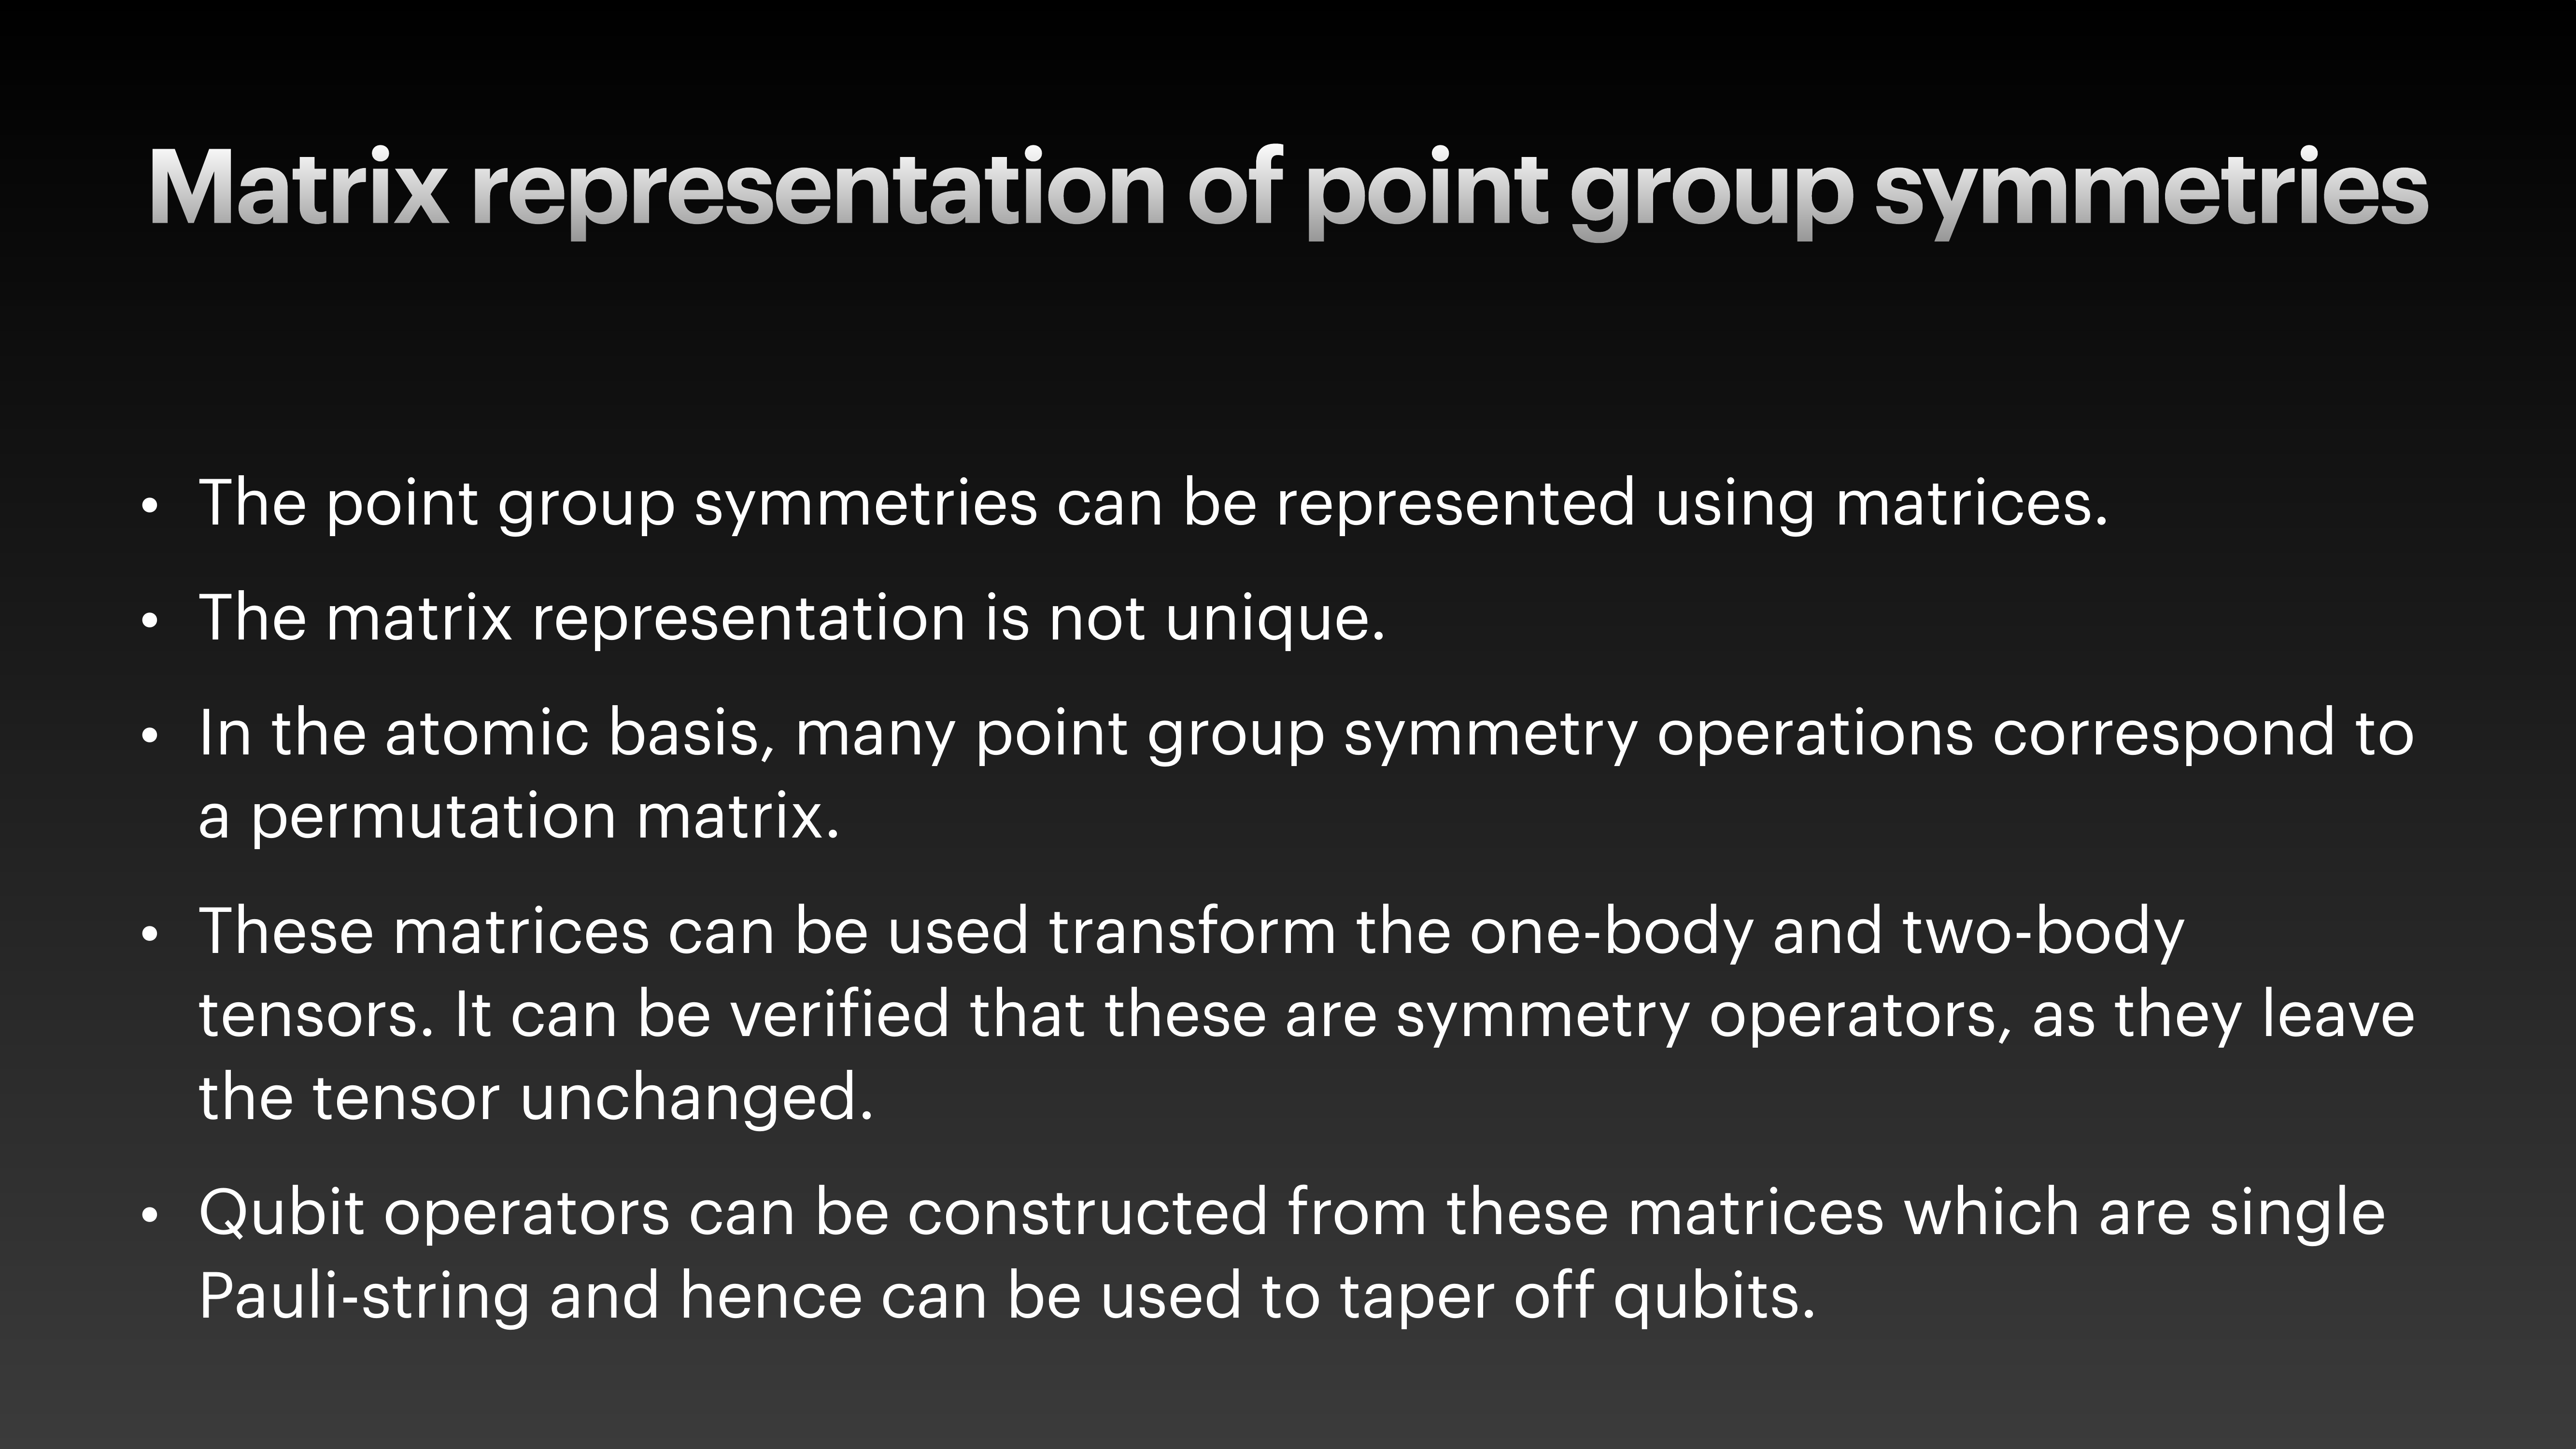 Matrix representation of point group symmetries
• The point group symmetries can be represented using matrices.
• The matrix representation is not unique.
• In the atomic basis, many point group symmetry operations correspond to
a permutation matrix.
• These matrices can be used transform the one-body and two-body
tensors. It can be verified that these are symmetry operators, as they leave
the tensor unchanged.
• Qubit operators can be constructed from these matrices which are single
Pauli-string and hence can be used to taper off qubits.